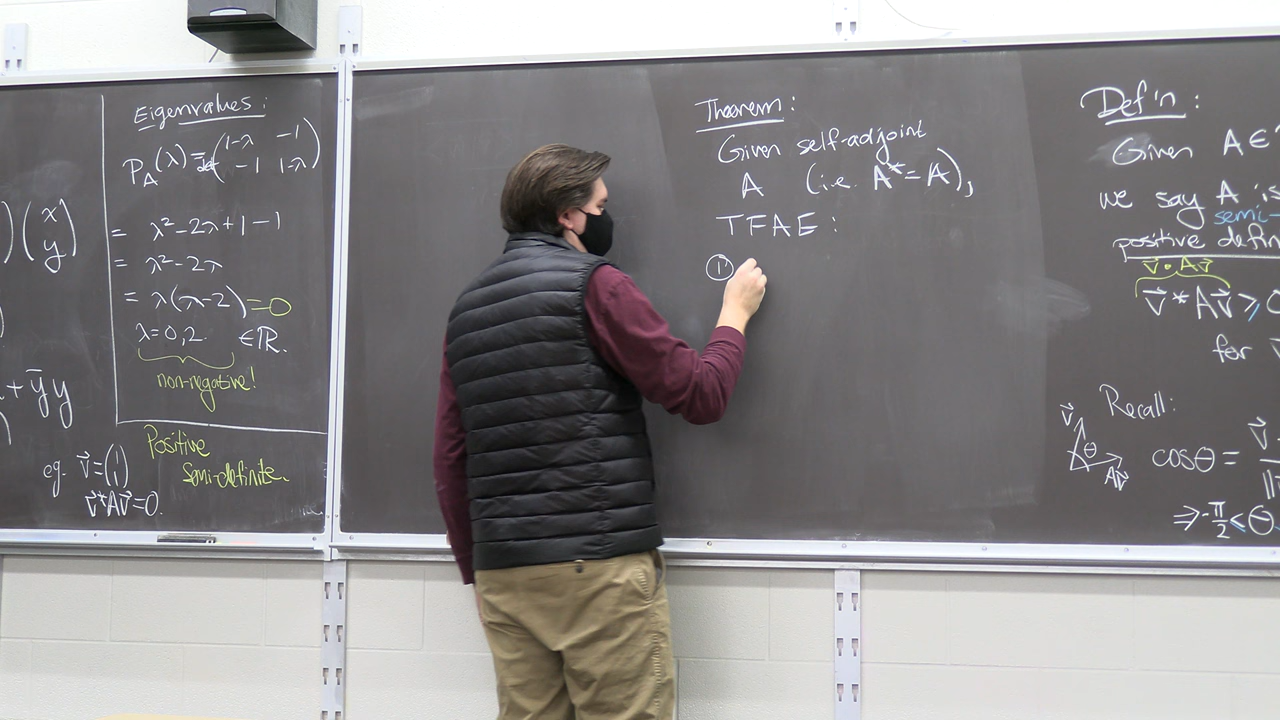 )(x
y)
+ ȳy
Eigenvalues:
P_A(λ) = det(1-λ -1
-1 1-λ)
= λ²-2λ+1-1
= λ²-2λ
= λ(λ-2) =0
λ=0,2. ∈ℝ.
non-negative!
Positive
Semi-definite.
eg. v⃗=(1
1)
v⃗*Av⃗=0.
Theorem:
Given self-adjoint
A (i.e. A*=A),
TFAE:
①
Def'n:
Given A∈
we say A is
semi-
positive defin
v⃗•Av⃗
v⃗*Av⃗ ≥ 0
for v⃗
Recall:
v⃗
θ
Av⃗
cosθ = v⃗
||
⇒ -π/2 ≤ θ